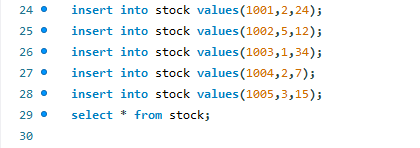 24 insert into stock values(1001,2,24);
25 insert into stock values(1002,5,12);
26 insert into stock values(1003,1,34);
27 insert into stock values(1004,2,7);
28 insert into stock values(1005,3,15);
29 select * from stock;
30